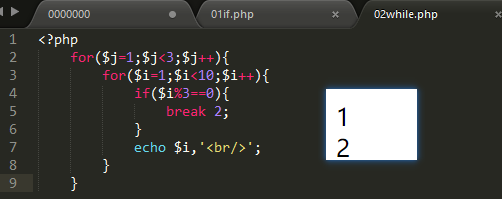 0000000 01if.php 02while.php
1 <?php
2 for($j=1;$j<3;$j++){
3 for($i=1;$i<10;$i++){
4 if($i%3==0){
5 break 2;
6 }
7 echo $i,'<br/>';
8 }
9 }
1
2